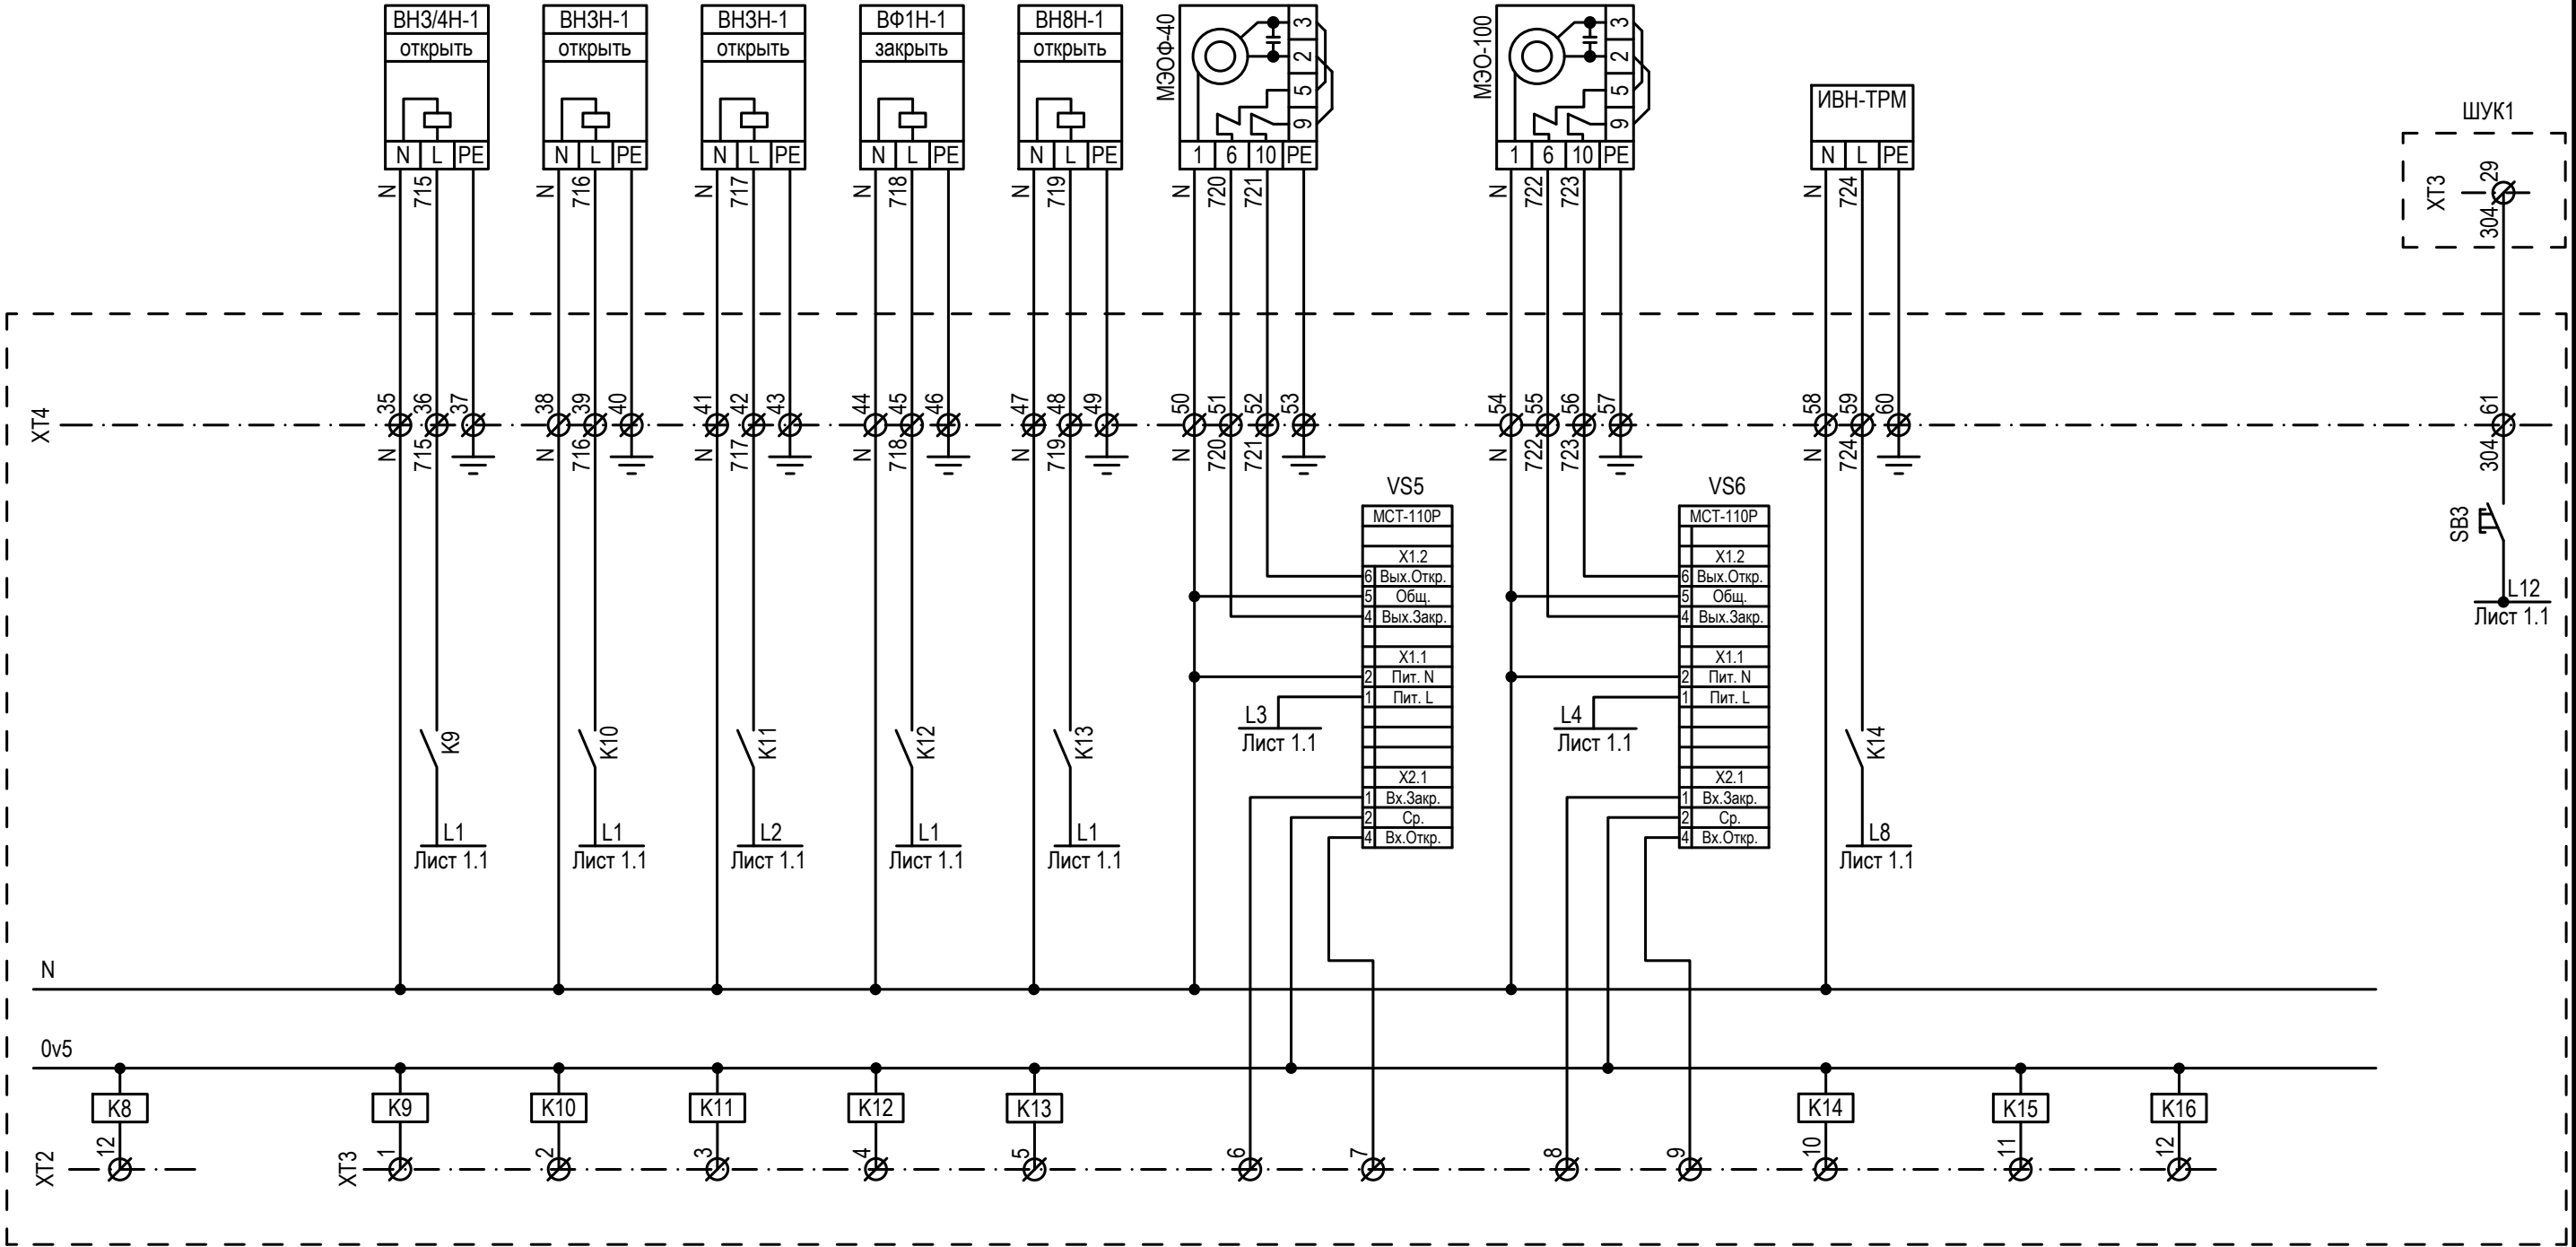 ВН3/4Н-1 ВН3Н-1 ВН3Н-1 ВФ1Н-1 ВН8Н-1
открыть открыть открыть закрыть открыть
N L PE N L PE N L PE N L PE N L PE
МЭОФ-40
3
2
5
9
1 6 10 PE
МЭО-100
3
2
5
9
1 6 10 PE
ИВН-ТРМ
N L PE
ШУК1
XT3 29
304
N 715 N 716 N 717 N 718 N 719 N 720 721 N 722 723 N 724
XT4 35 36 37 38 39 40 41 42 43 44 45 46 47 48 49 50 51 52 53 54 55 56 57 58 59 60 61
N 715 N 716 N 717 N 718 N 719 N 720 721 N 722 723 N 724 304
VS5
МСТ-110Р
X1.2
6 Вых.Откр.
5 Общ.
4 Вых.Закр.
X1.1
2 Пит. N
1 Пит. L
X2.1
1 Вх.Закр.
2 Ср.
4 Вх.Откр.
L3
Лист 1.1
VS6
МСТ-110Р
X1.2
6 Вых.Откр.
5 Общ.
4 Вых.Закр.
X1.1
2 Пит. N
1 Пит. L
X2.1
1 Вх.Закр.
2 Ср.
4 Вх.Откр.
L4
Лист 1.1
SB3
L12
Лист 1.1
K9 K10 K11 K12 K13 K14
L1 L1 L2 L1 L1 L8
Лист 1.1 Лист 1.1 Лист 1.1 Лист 1.1 Лист 1.1 Лист 1.1
N
0v5
K8 K9 K10 K11 K12 K13 K14 K15 K16
XT2 12 XT3 1 2 3 4 5 6 7 8 9 10 11 12